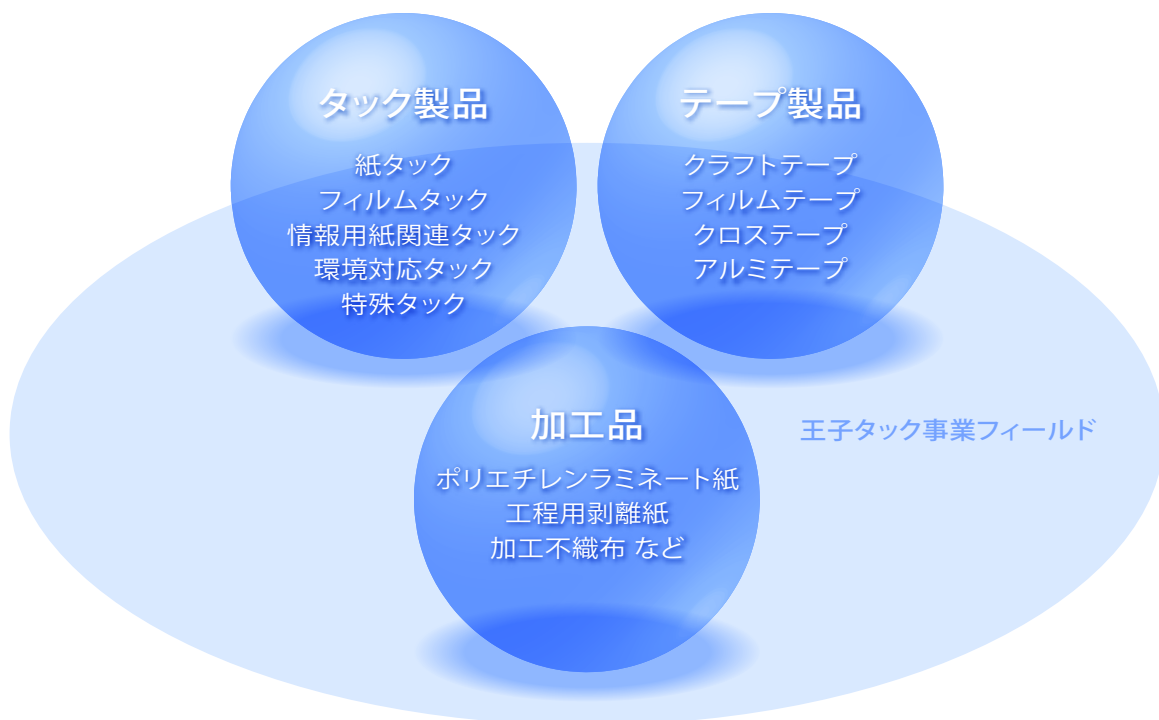 タック製品
紙タック
フィルムタック
情報用紙関連タック
環境対応タック
特殊タック
テープ製品
クラフトテープ
フィルムテープ
クロステープ
アルミテープ
加工品
ポリエチレンラミネート紙
工程用剥離紙
加工不織布 など
王子タック事業フィールド